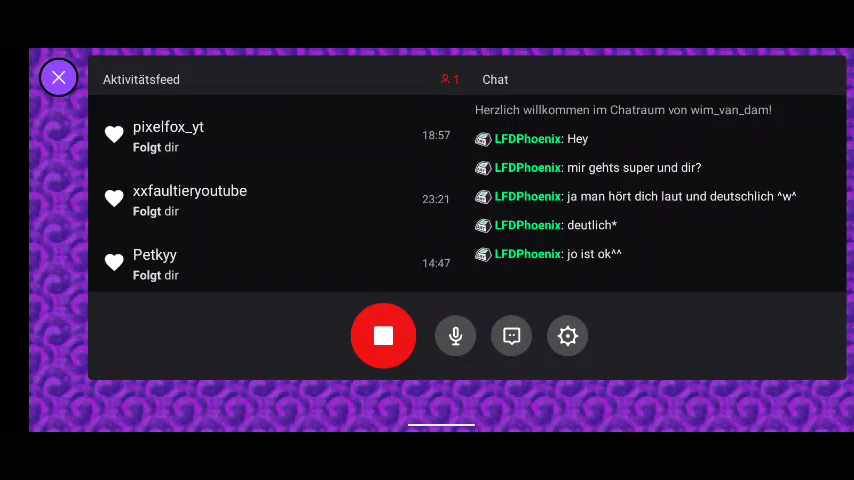 Aktivitätsfeed
1
pixelfox_yt
Folgt dir
18:57
xxfaultieryoutube
Folgt dir
23:21
Petkyy
Folgt dir
14:47
Chat
Herzlich willkommen im Chatraum von wim_van_dam!
LFDPhoenix: Hey
LFDPhoenix: mir gehts super und dir?
LFDPhoenix: ja man hört dich laut und deutschlich ^w^
LFDPhoenix: deutlich*
LFDPhoenix: jo ist ok^^